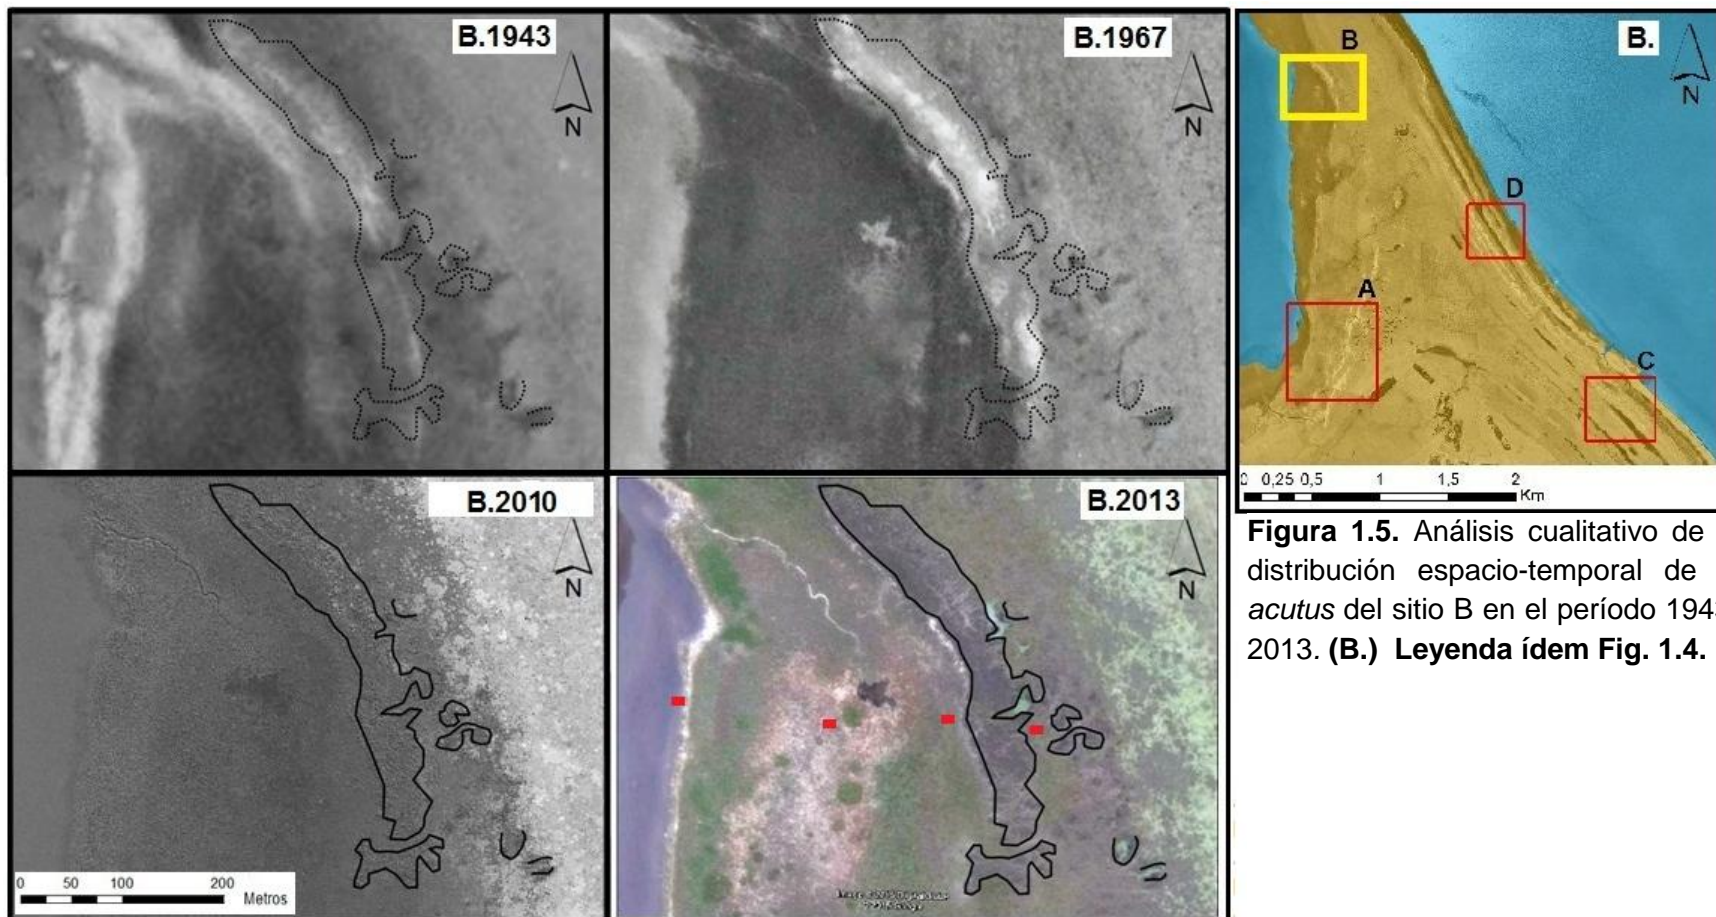 B.1943
N
B.1967
N
B.
N
B
D
A
C
0 0,25 0,5 1 1,5 2
Km
B.2010
N
0 50 100 200
Metros
B.2013
N
Figura 1.5. Análisis cualitativo de
distribución espacio-temporal de
acutus del sitio B en el período 194
2013. (B.) Leyenda ídem Fig. 1.4.